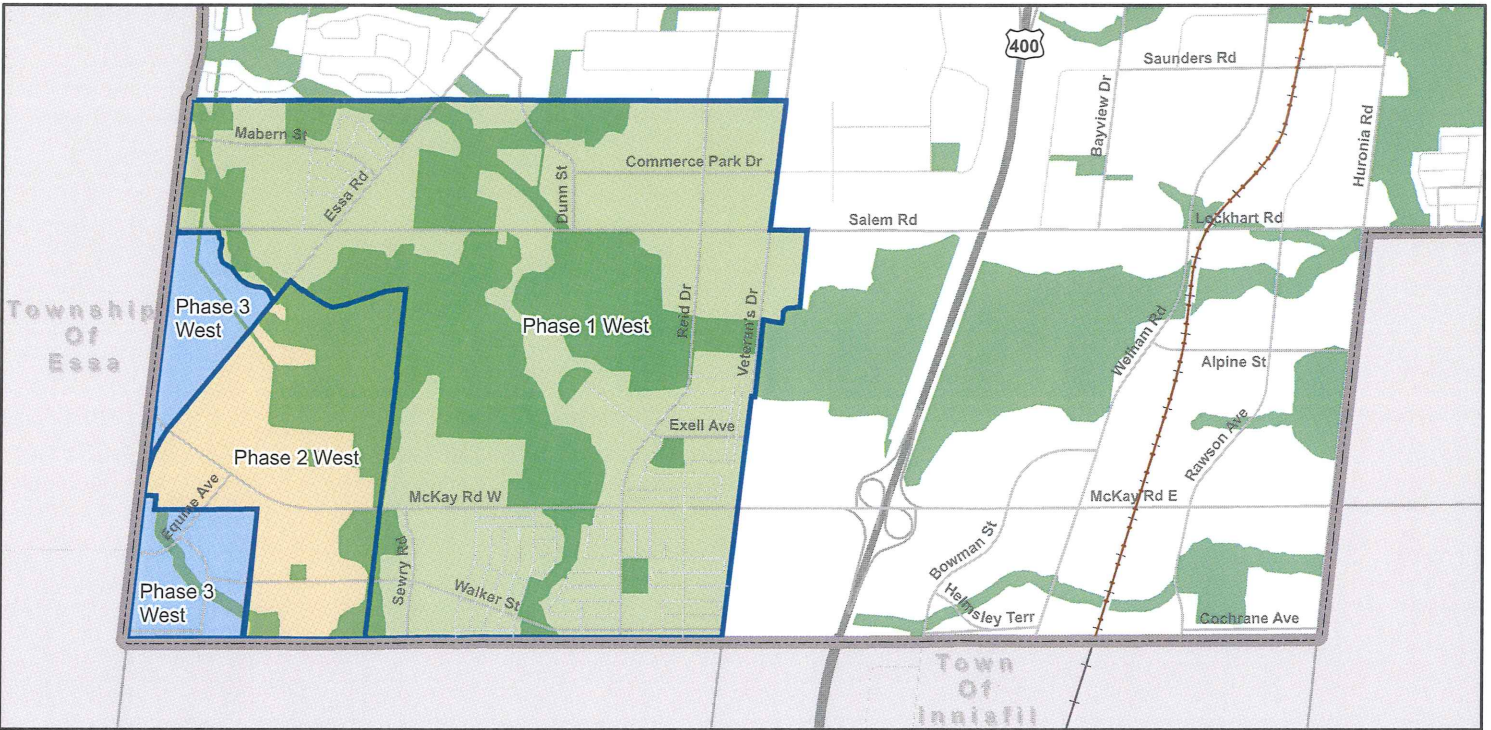 400
Saunders Rd
Bayview Dr
Huronia Rd
Mabern St
Essa Rd
Dunn St
Commerce Park Dr
Salem Rd
Lockhart Rd
Township
Of
Essa
Phase 3
West
Phase 1 West
Reid Dr
Veteran's Dr
Welham Rd
Alpine St
Exell Ave
Rawson Ave
Phase 2 West
Equine Ave
McKay Rd W
McKay Rd E
Phase 3
West
Sewry Rd
Walker St
Bowman St
Helmsley Terr
Cochrane Ave
Town
Of
Innisfil